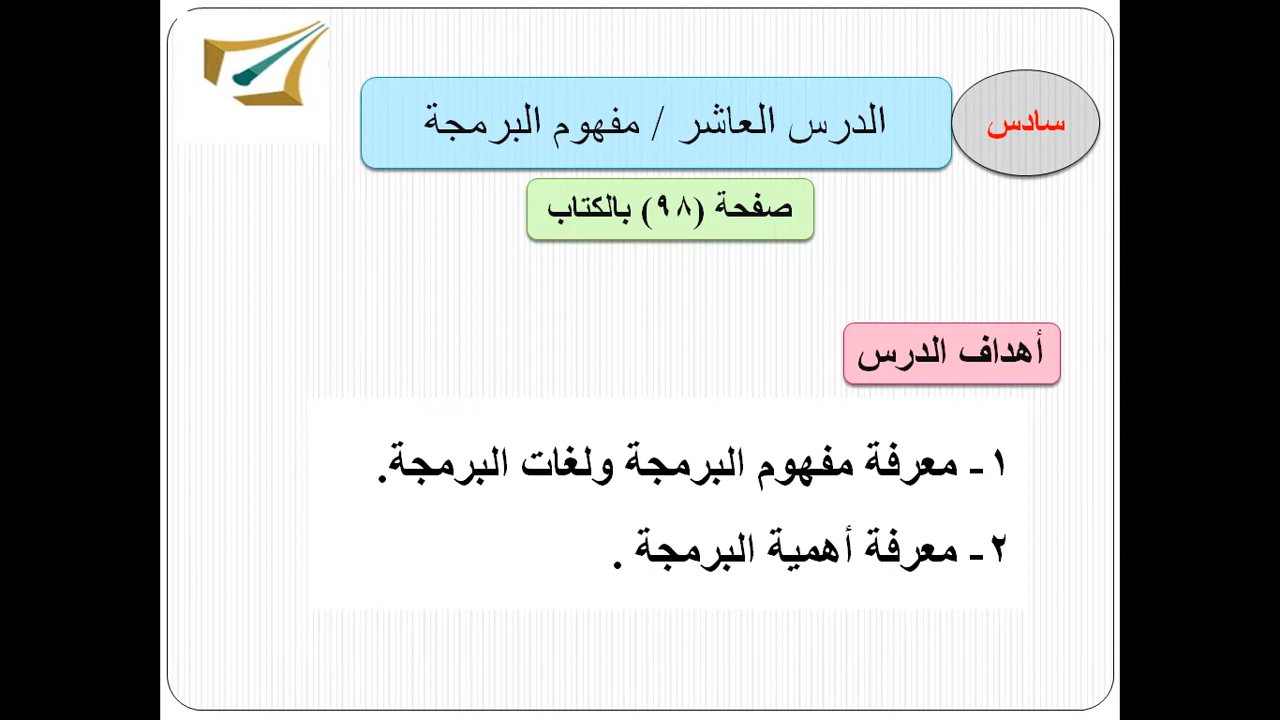 سادس
الدرس العاشر / مفهوم البرمجة
صفحة (٩٨) بالكتاب
أهداف الدرس
١- معرفة مفهوم البرمجة ولغات البرمجة.
٢- معرفة أهمية البرمجة .